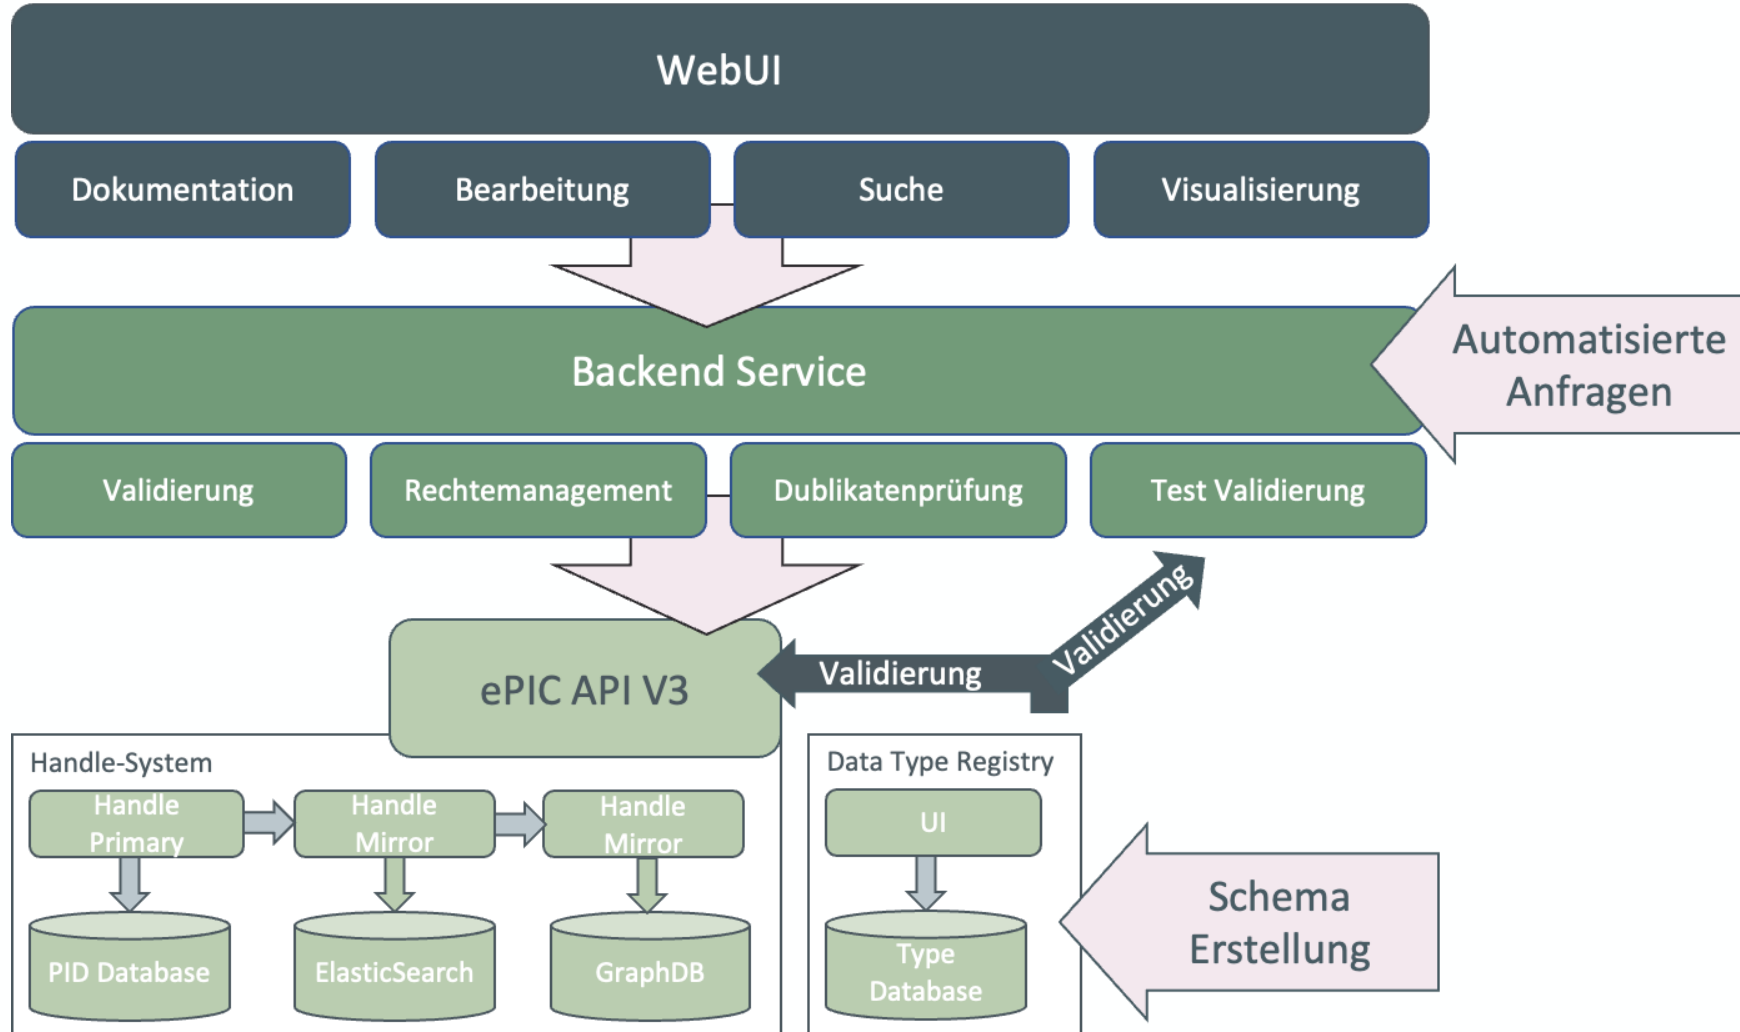 WebUI
Dokumentation
Bearbeitung
Suche
Visualisierung
Backend Service
Automatisierte
Anfragen
Validierung
Rechtemanagement
Dublikatenprüfung
Test Validierung
Validierung
Validierung
ePIC API V3
Handle-System
Handle
Primary
Handle
Mirror
Handle
Mirror
PID Database
ElasticSearch
GraphDB
Data Type Registry
UI
Type
Database
Schema
Erstellung